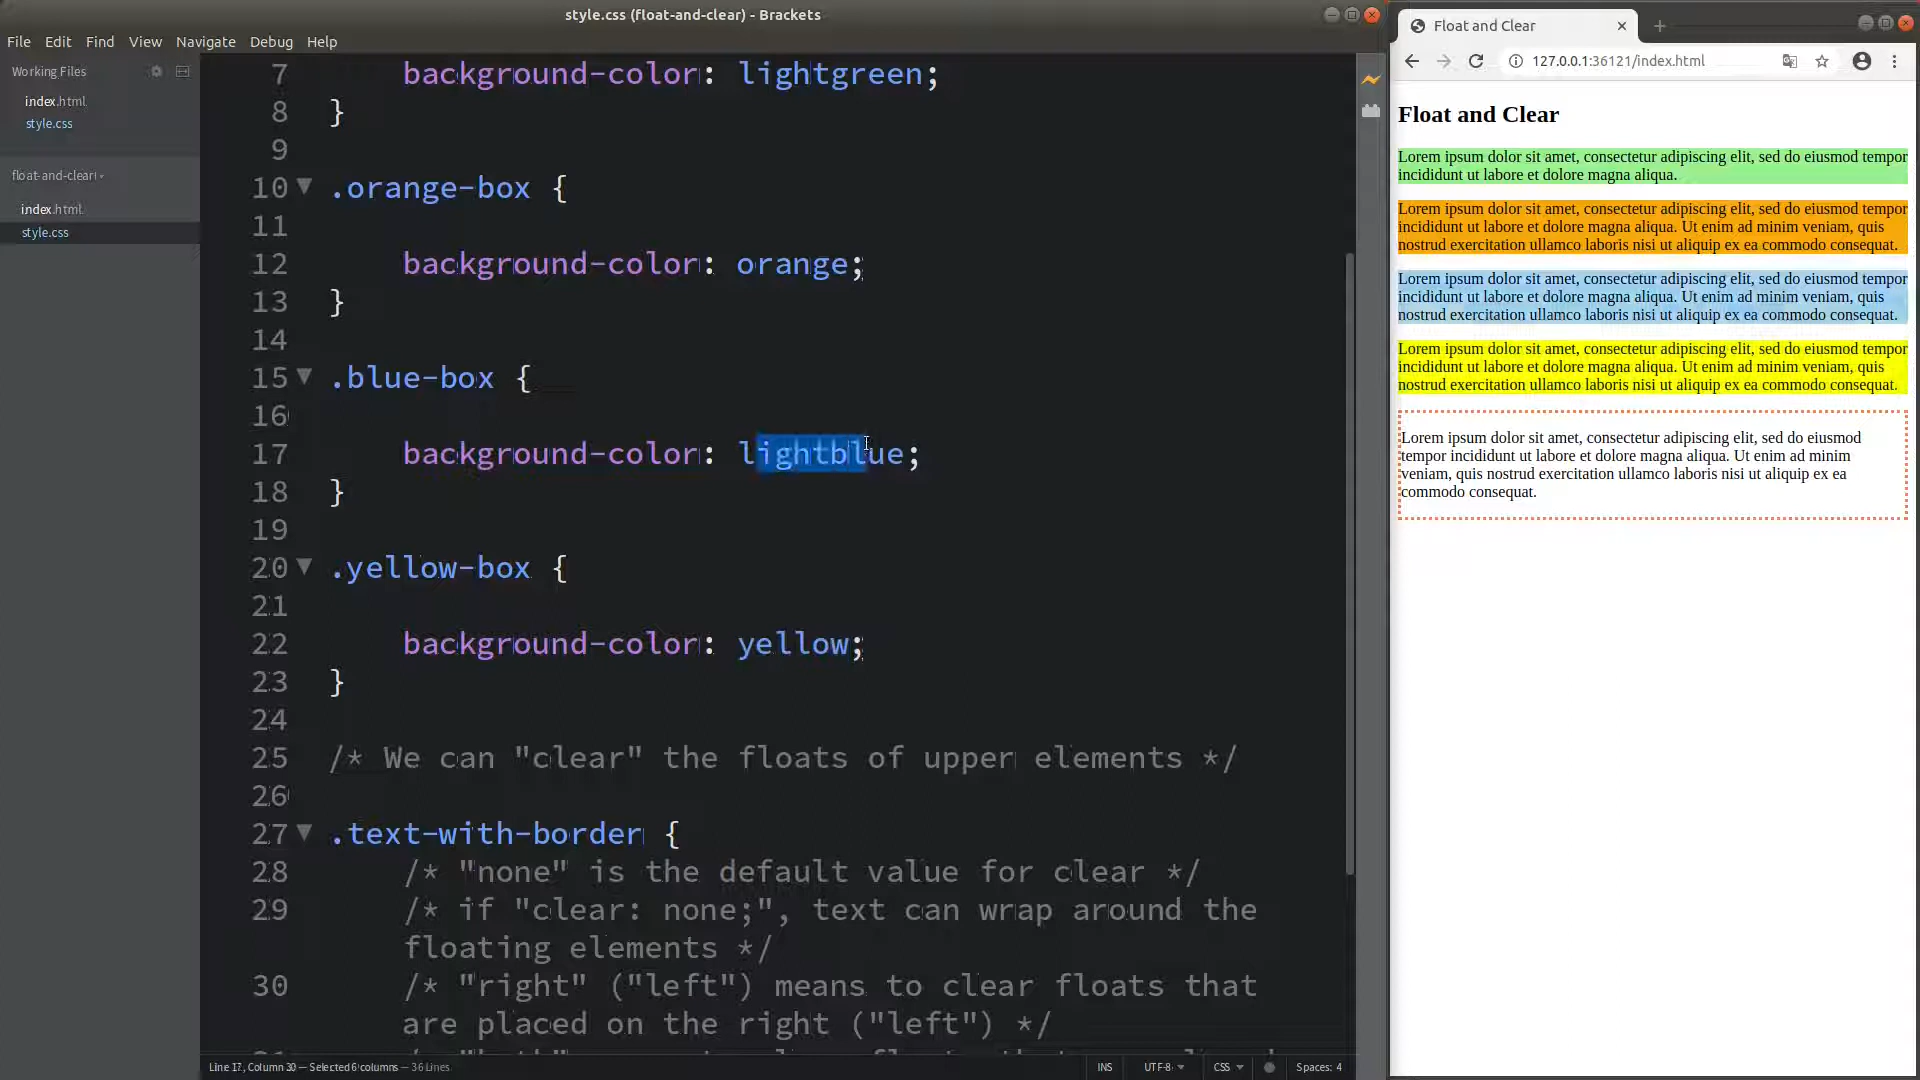 style.css (float-and-clear) - Brackets
File Edit Find View Navigate Debug Help
Working Files
index.html
style.css
float-and-clear
index.html
style.css
7 background-color: lightgreen;
8 }
9
10 .orange-box {
11
12 background-color: orange;
13 }
14
15 .blue-box {
16
17 background-color: lightblue;
18 }
19
20 .yellow-box {
21
22 background-color: yellow;
23 }
24
25 /* We can "clear" the floats of upper elements */
26
27 .text-with-border {
28 /* "none" is the default value for clear */
29 /* if "clear: none;", text can wrap around the
floating elements */
30 /* "right" ("left") means to clear floats that
are placed on the right ("left") */
Line 17, Column 30 — Selected 6 columns — 36 Lines
INS UTF-8 CSS Spaces: 4
Float and Clear
127.0.0.1:36121/index.html
Float and Clear
Lorem ipsum dolor sit amet, consectetur adipiscing elit, sed do eiusmod tempor
incididunt ut labore et dolore magna aliqua.
Lorem ipsum dolor sit amet, consectetur adipiscing elit, sed do eiusmod tempor
incididunt ut labore et dolore magna aliqua. Ut enim ad minim veniam, quis
nostrud exercitation ullamco laboris nisi ut aliquip ex ea commodo consequat.
Lorem ipsum dolor sit amet, consectetur adipiscing elit, sed do eiusmod tempor
incididunt ut labore et dolore magna aliqua. Ut enim ad minim veniam, quis
nostrud exercitation ullamco laboris nisi ut aliquip ex ea commodo consequat.
Lorem ipsum dolor sit amet, consectetur adipiscing elit, sed do eiusmod tempor
incididunt ut labore et dolore magna aliqua. Ut enim ad minim veniam, quis
nostrud exercitation ullamco laboris nisi ut aliquip ex ea commodo consequat.
Lorem ipsum dolor sit amet, consectetur adipiscing elit, sed do eiusmod
tempor incididunt ut labore et dolore magna aliqua. Ut enim ad minim
veniam, quis nostrud exercitation ullamco laboris nisi ut aliquip ex ea
commodo consequat.